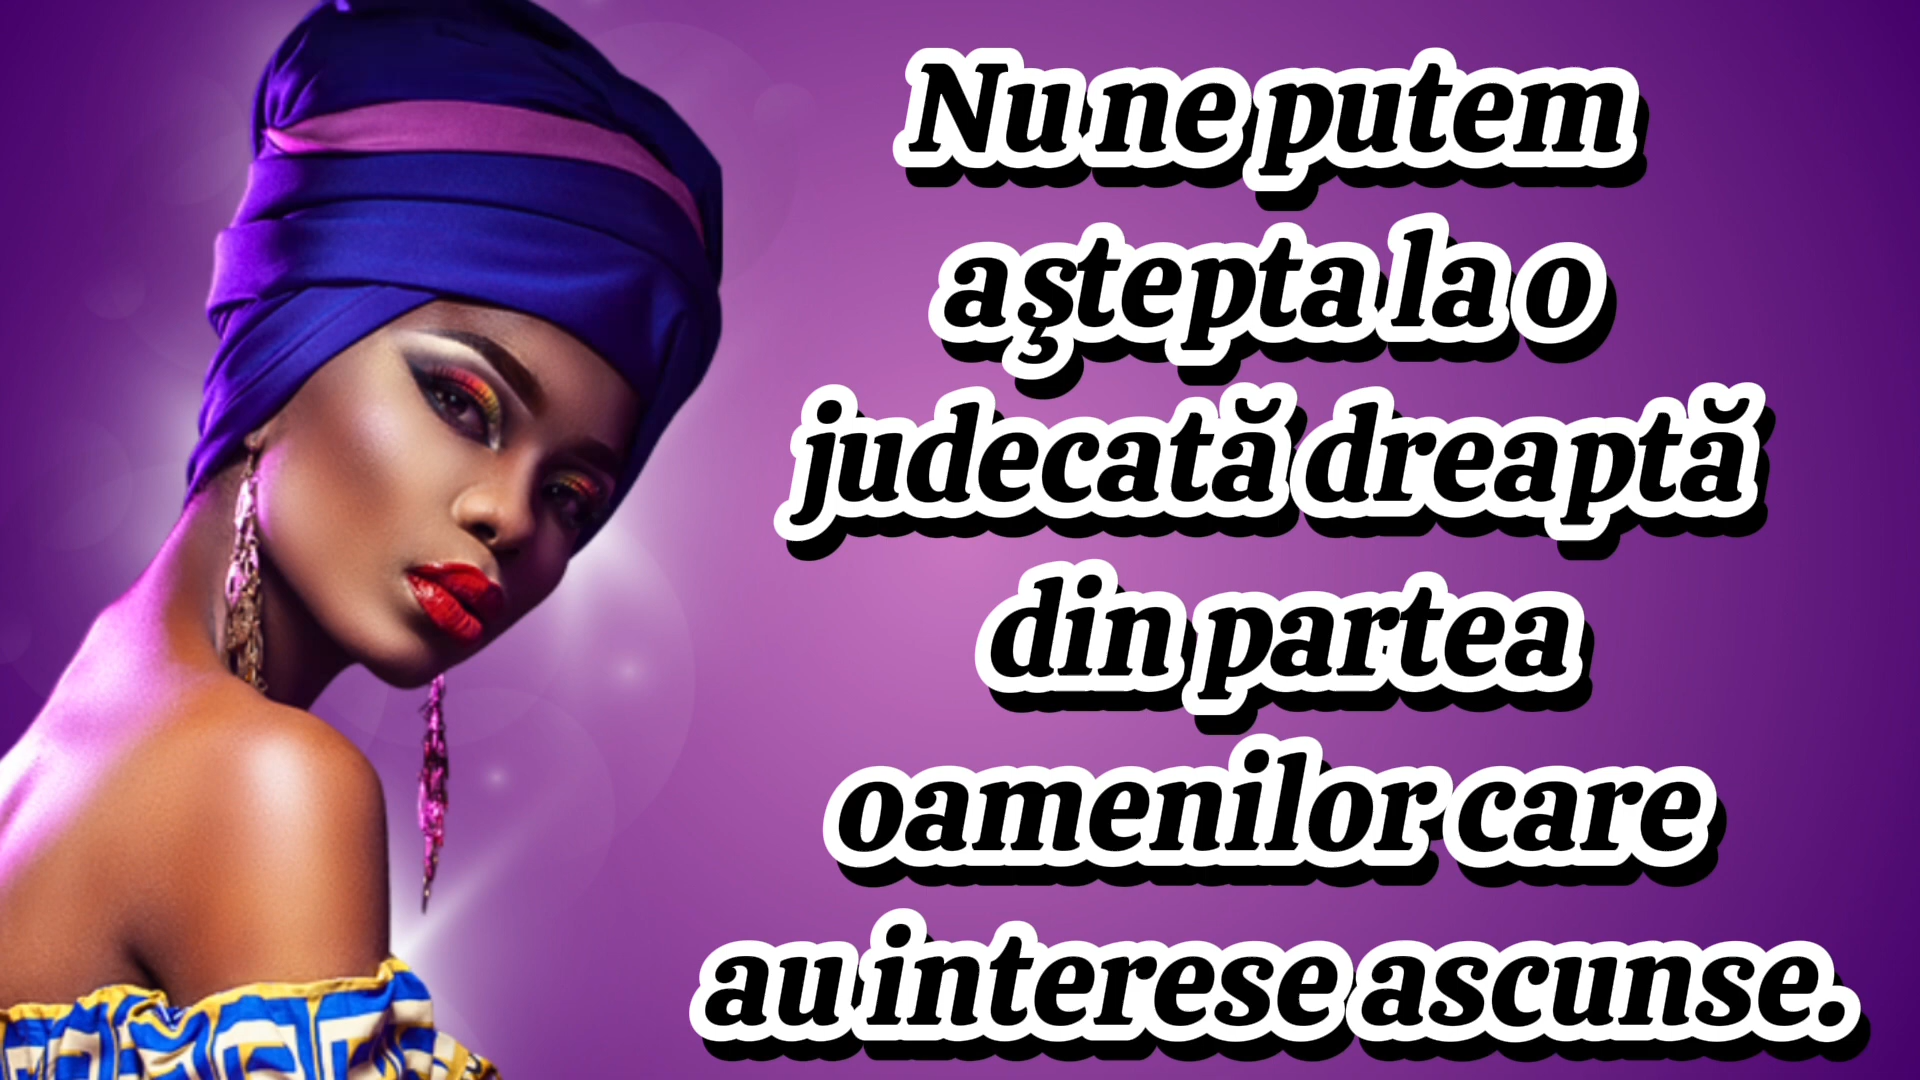 Nu ne putem
aştepta la o
judecată dreaptă
din partea
oamenilor care
au interese ascunse.